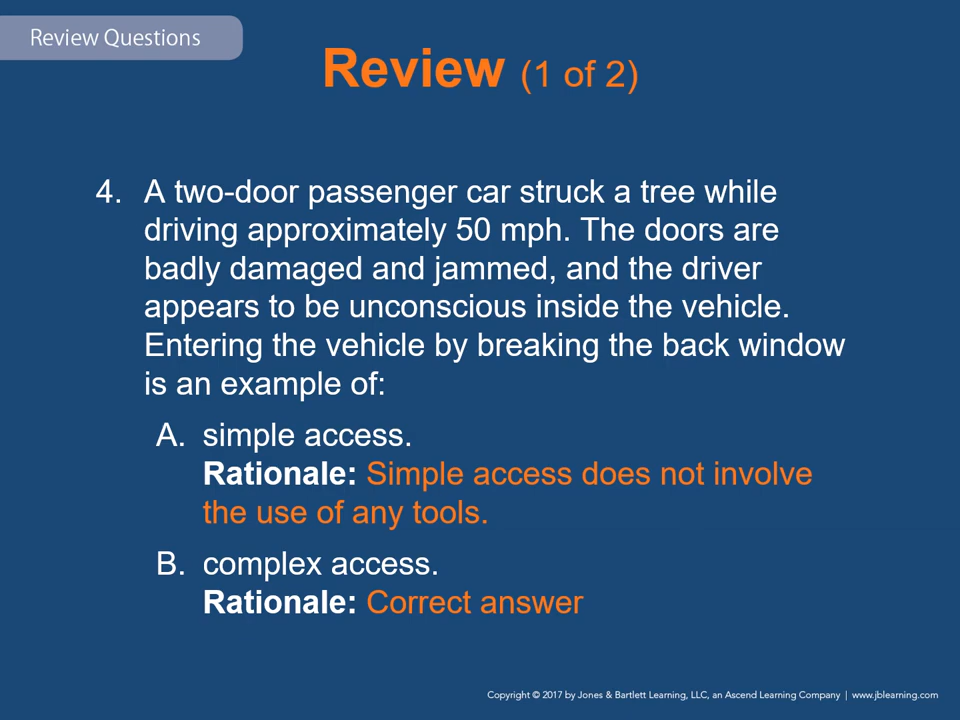 Review Questions
Review (1 of 2)
4. A two-door passenger car struck a tree while
driving approximately 50 mph. The doors are
badly damaged and jammed, and the driver
appears to be unconscious inside the vehicle.
Entering the vehicle by breaking the back window
is an example of:
A. simple access.
Rationale: Simple access does not involve
the use of any tools.
B. complex access.
Rationale: Correct answer
Copyright © 2017 by Jones & Bartlett Learning, LLC, an Ascend Learning Company | www.jblearning.com